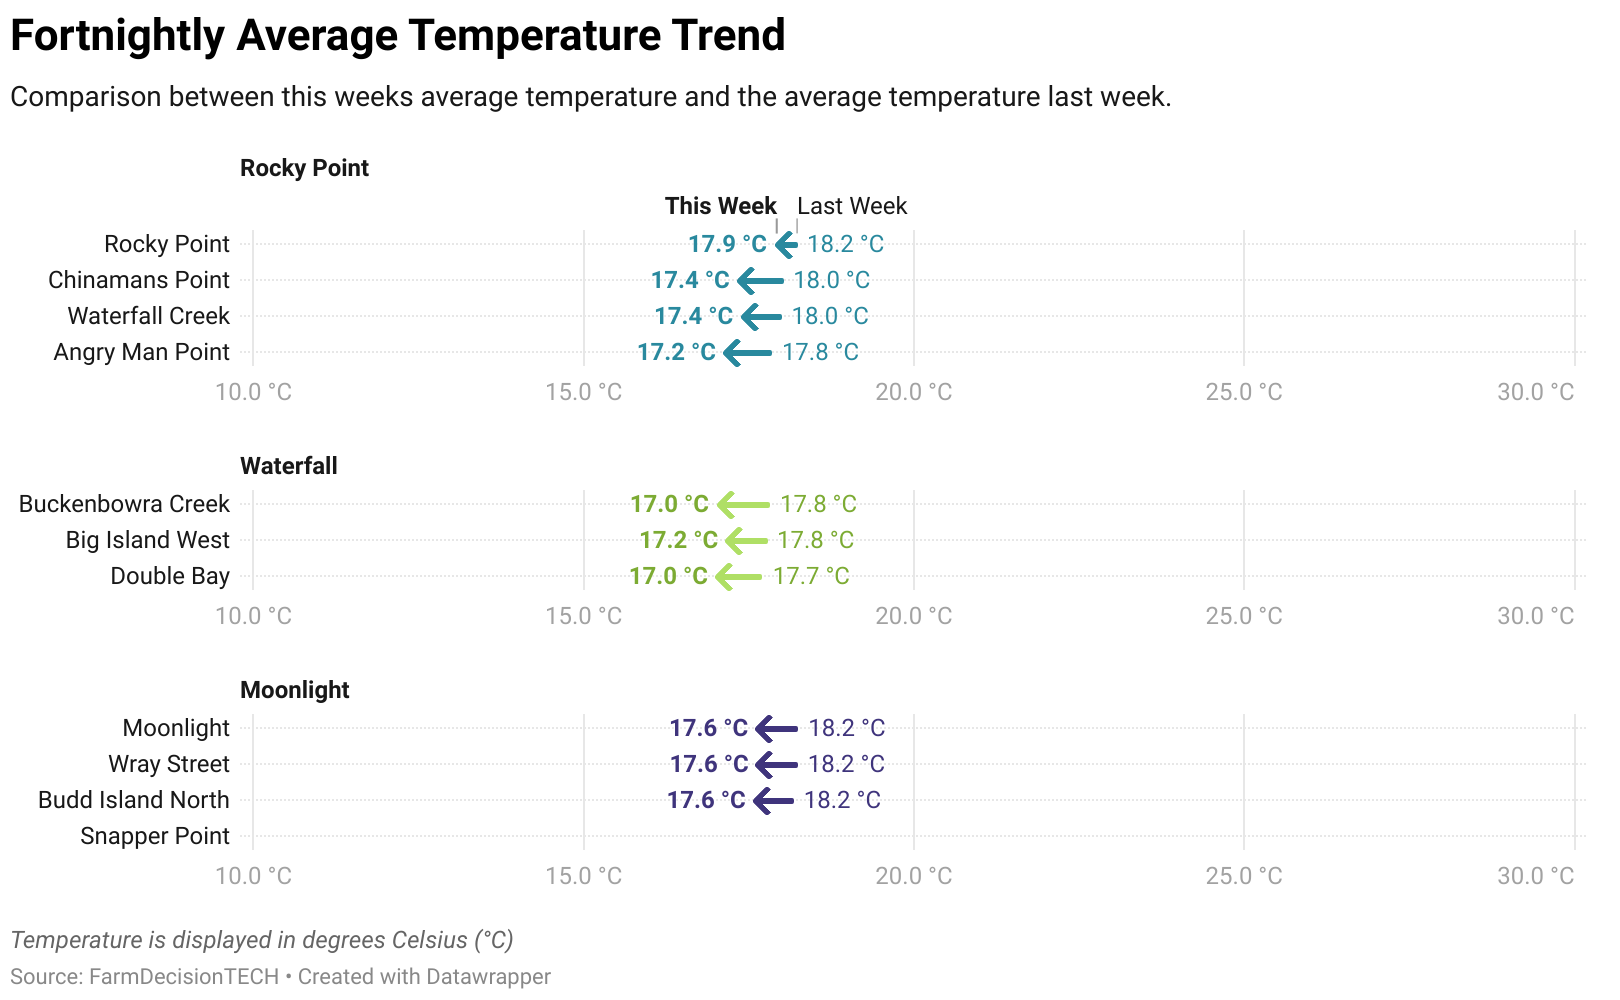 Fortnightly Average Temperature Trend
Comparison between this weeks average temperature and the average temperature last week.
Rocky Point
This Week Last Week
Rocky Point 17.9 °C 18.2 °C
Chinamans Point 17.4 °C 18.0 °C
Waterfall Creek 17.4 °C 18.0 °C
Angry Man Point 17.2 °C 17.8 °C
10.0 °C 15.0 °C 20.0 °C 25.0 °C 30.0 °C
Waterfall
Buckenbowra Creek 17.0 °C 17.8 °C
Big Island West 17.2 °C 17.8 °C
Double Bay 17.0 °C 17.7 °C
10.0 °C 15.0 °C 20.0 °C 25.0 °C 30.0 °C
Moonlight
Moonlight 17.6 °C 18.2 °C
Wray Street 17.6 °C 18.2 °C
Budd Island North 17.6 °C 18.2 °C
Snapper Point
10.0 °C 15.0 °C 20.0 °C 25.0 °C 30.0 °C
Temperature is displayed in degrees Celsius (°C)
Source: FarmDecisionTECH • Created with Datawrapper